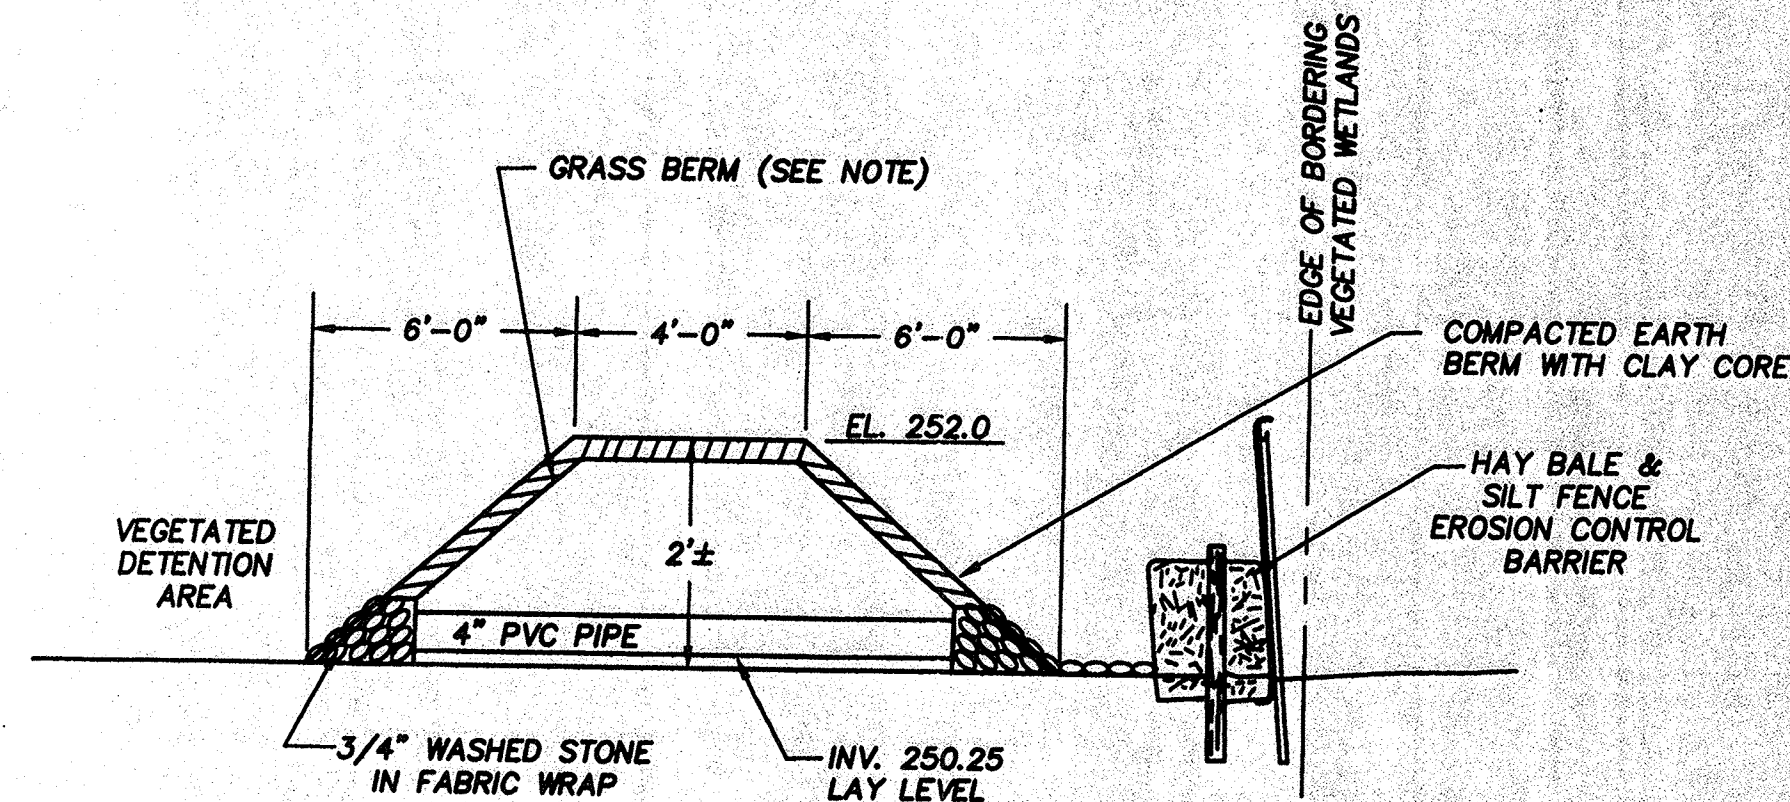 EDGE OF BORDERING
VEGETATED WETLANDS
GRASS BERM (SEE NOTE)
6'-0"
4'-0"
6'-0"
COMPACTED EARTH
BERM WITH CLAY CORE
EL. 252.0
HAY BALE &
SILT FENCE
EROSION CONTROL
BARRIER
VEGETATED
DETENTION
AREA
2'±
4" PVC PIPE
3/4" WASHED STONE
IN FABRIC WRAP
INV. 250.25
LAY LEVEL